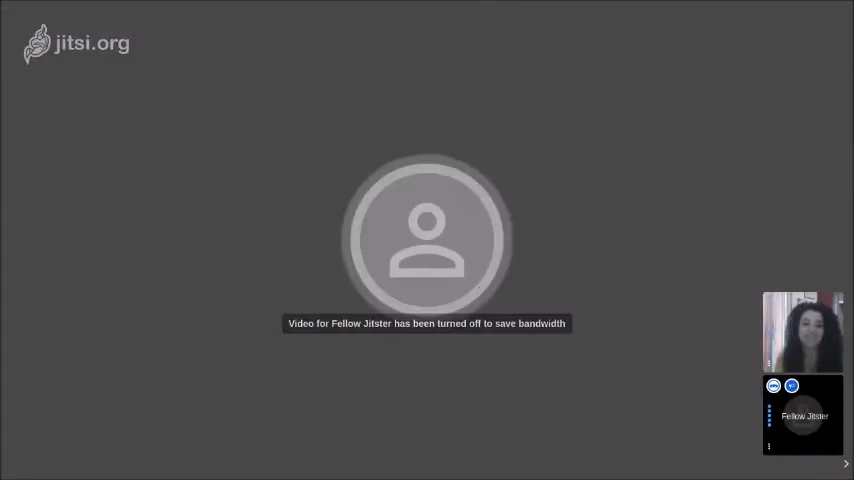 jitsi.org
Video for Fellow Jitster has been turned off to save bandwidth
Fellow Jitster